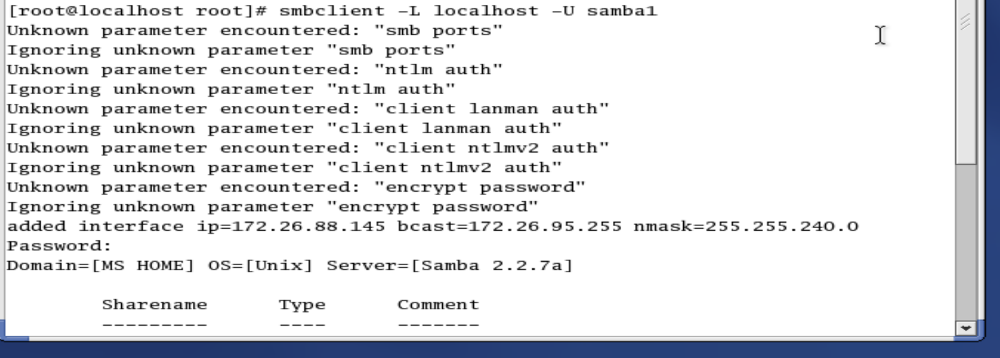 [root@localhost root]# smbclient -L localhost -U samba1
Unknown parameter encountered: "smb ports"
Ignoring unknown parameter "smb ports"
Unknown parameter encountered: "ntlm auth"
Ignoring unknown parameter "ntlm auth"
Unknown parameter encountered: "client lanman auth"
Ignoring unknown parameter "client lanman auth"
Unknown parameter encountered: "client ntlmv2 auth"
Ignoring unknown parameter "client ntlmv2 auth"
Unknown parameter encountered: "encrypt password"
Ignoring unknown parameter "encrypt password"
added interface ip=172.26.88.145 bcast=172.26.95.255 nmask=255.255.240.0
Password:
Domain=[MS HOME] OS=[Unix] Server=[Samba 2.2.7a]
Sharename Type Comment
--------- ---- -------